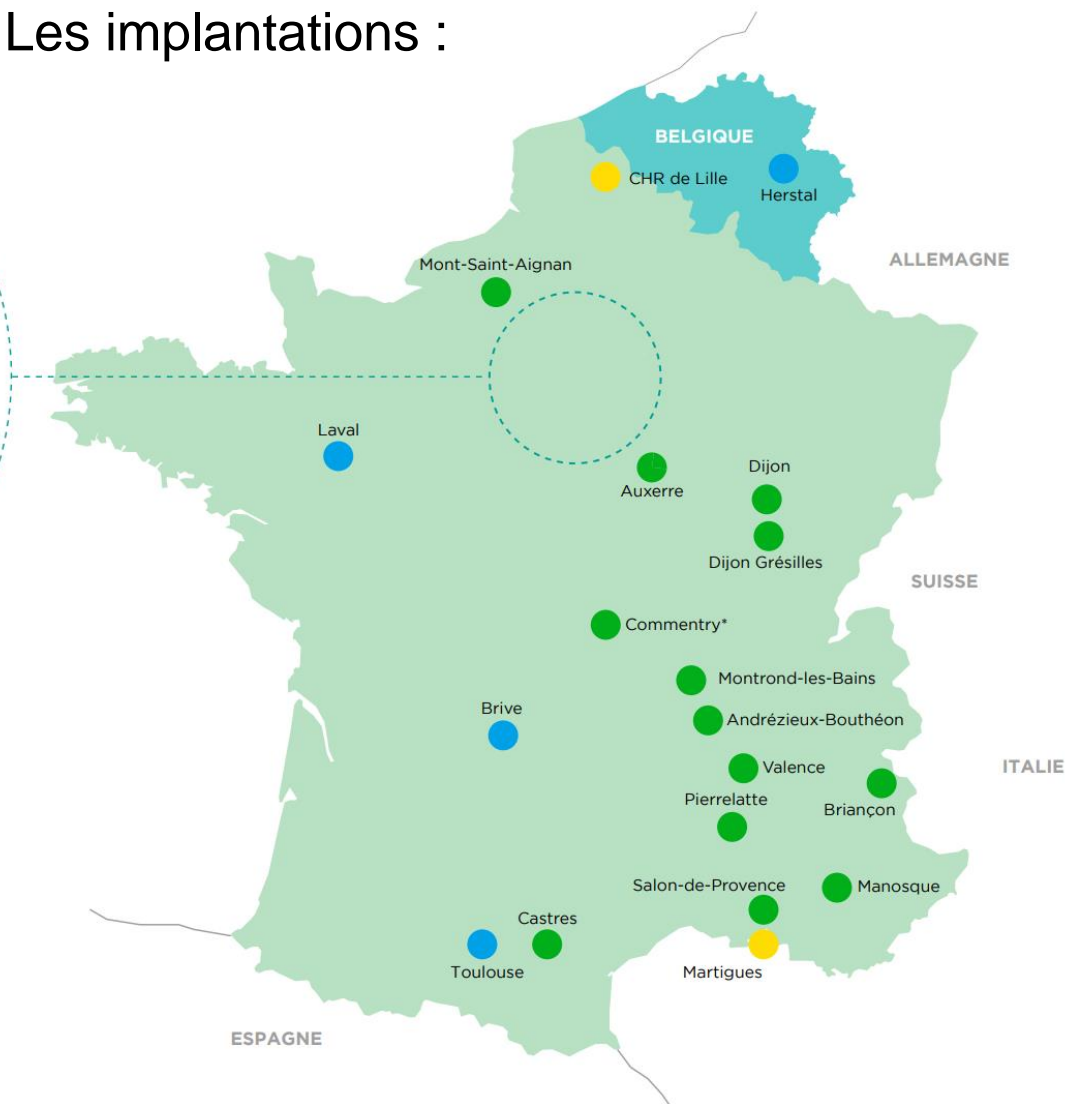 Les implantations :
BELGIQUE
CHR de Lille
Herstal
ALLEMAGNE
Mont-Saint-Aignan
Laval
Auxerre
Dijon
Dijon Grésilles
SUISSE
Commentry*
Montrond-les-Bains
Brive
Andrézieux-Bouthéon
Valence
ITALIE
Pierrelatte
Briançon
Salon-de-Provence
Manosque
Castres
Toulouse
Martigues
ESPAGNE